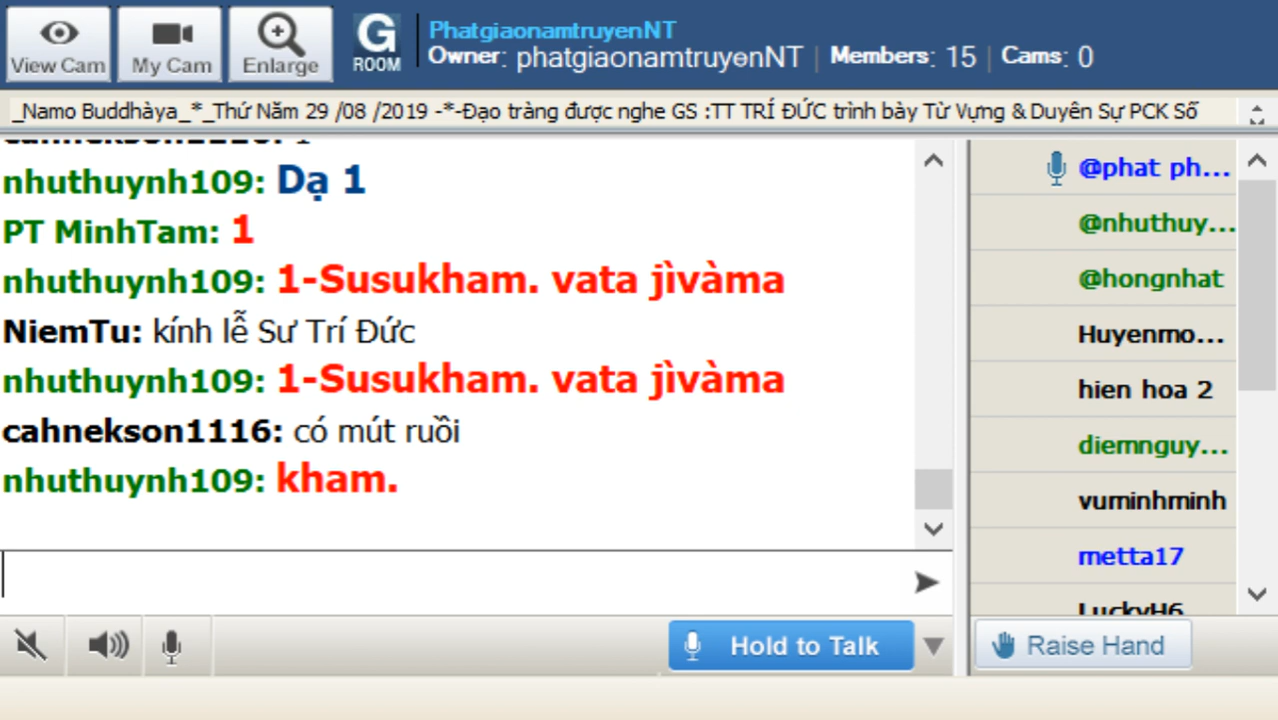 View Cam
My Cam
Enlarge
G
ROOM
PhatgiaonamtruyenNT
Owner: phatgiaonamtruyenNT | Members: 15 | Cams: 0
_Namo Buddhàya_*_Thứ Năm 29 /08 /2019 -*-Đạo tràng được nghe GS :TT TRÍ ĐỨC trình bày Từ Vựng & Duyên Sự PCK Số
nhuthuynh109: Dạ 1
PT MinhTam: 1
nhuthuynh109: 1-Susukham. vata jìvàma
NiemTu: kính lễ Sư Trí Đức
nhuthuynh109: 1-Susukham. vata jìvàma
cahnekson1116: có mút ruồi
nhuthuynh109: kham.
@phat ph...
@nhuthuy...
@hongnhat
Huyenmo...
hien hoa 2
diemnguy...
vuminhminh
metta17
LuckyH6
Hold to Talk
Raise Hand